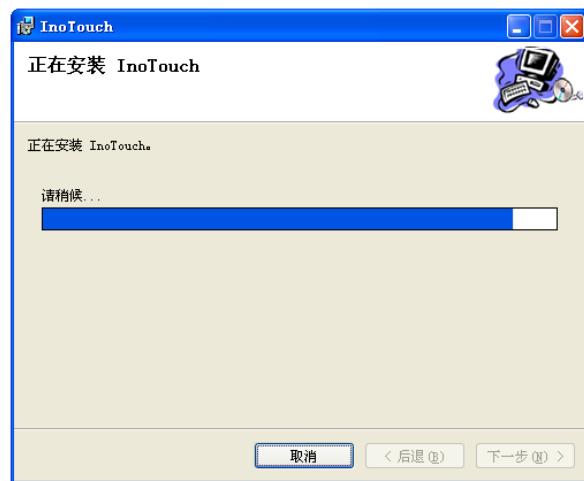 InoTouch
正在安装 InoTouch
正在安装 InoTouch。
请稍候...
取消
< 后退(B)
下一步(N) >